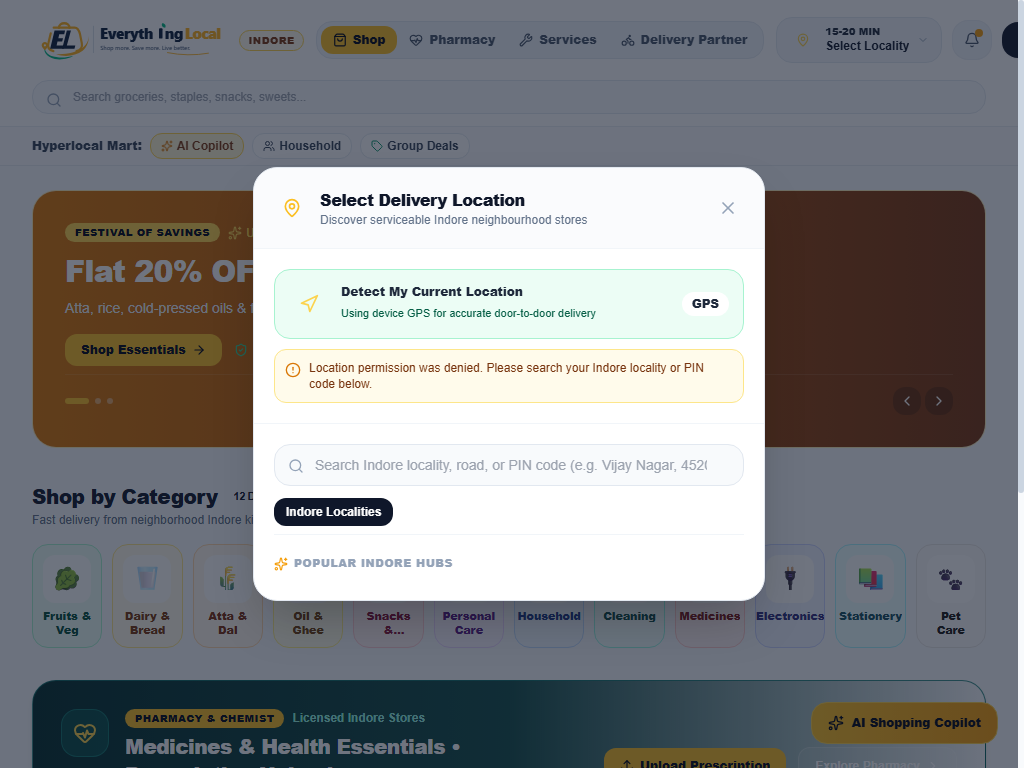 EL
Everything Local
Shop more. Save more. Live better.
INDORE
Shop
Pharmacy
Services
Delivery Partner
15-20 MIN
Select Locality
Search groceries, staples, snacks, sweets...
Hyperlocal Mart:
AI Copilot
Household
Group Deals
Select Delivery Location
Discover serviceable Indore neighbourhood stores
Detect My Current Location
Using device GPS for accurate door-to-door delivery
GPS
Location permission was denied. Please search your Indore locality or PIN
code below.
Search Indore locality, road, or PIN code (e.g. Vijay Nagar, 4520
Indore Localities
POPULAR INDORE HUBS
FESTIVAL OF SAVINGS
Flat 20% OF
Atta, rice, cold-pressed oils &
Shop Essentials
Shop by Category
12
Fast delivery from neighborhood Indore
Fruits &
Veg
Dairy &
Bread
Atta &
Dal
Oil &
Ghee
Snacks
&...
Personal
Care
Household
Cleaning
Medicines
Electronics
Stationery
Pet
Care
PHARMACY & CHEMIST
Licensed Indore Stores
Medicines & Health Essentials •
Upload Prescription
Explore Pharmacy
AI Shopping Copilot